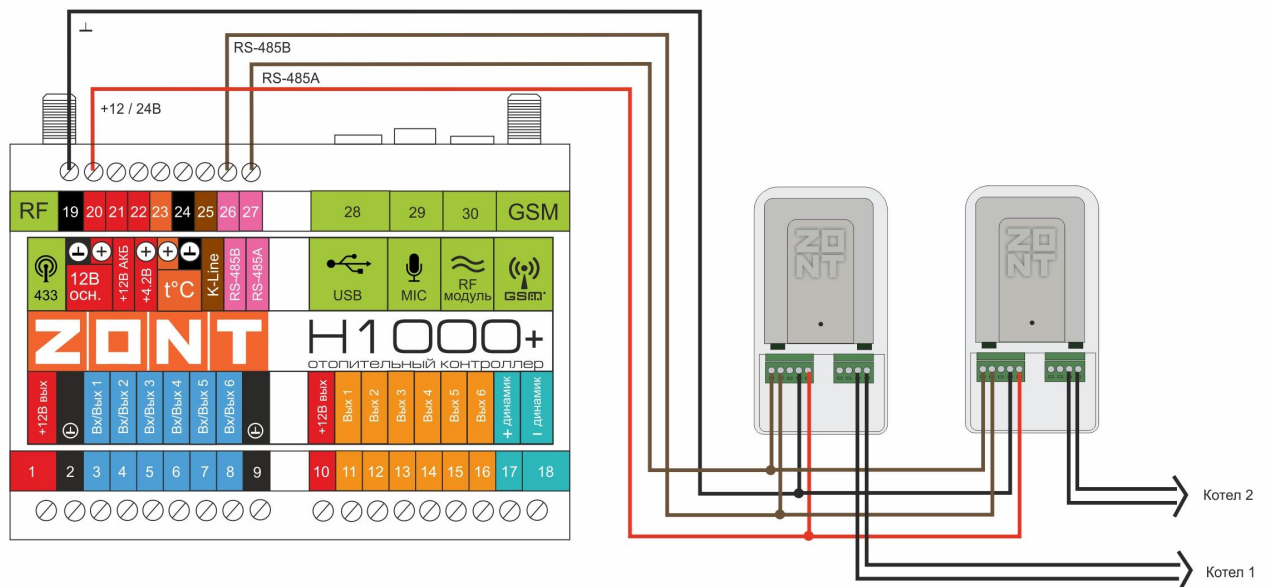 ⊥
RS-485B
RS-485A
+12 / 24В
RF 19 20 21 22 23 24 25 26 27 28 29 30 GSM
433
12В
осн.
+12В АКБ
+4.2В
t°C
K-Line
RS-485B
RS-485A
USB
MIC
RF
модуль
GSM
ZONT
H1000+
отопительный контроллер
+12В вых
Вх/Вых 1
Вх/Вых 2
Вх/Вых 3
Вх/Вых 4
Вх/Вых 5
Вх/Вых 6
+12В вых
Вых 1
Вых 2
Вых 3
Вых 4
Вых 5
Вых 6
+ динамик
– динамик
1 2 3 4 5 6 7 8 9 10 11 12 13 14 15 16 17 18
ZO
NT
ZO
NT
Котел 2
Котел 1